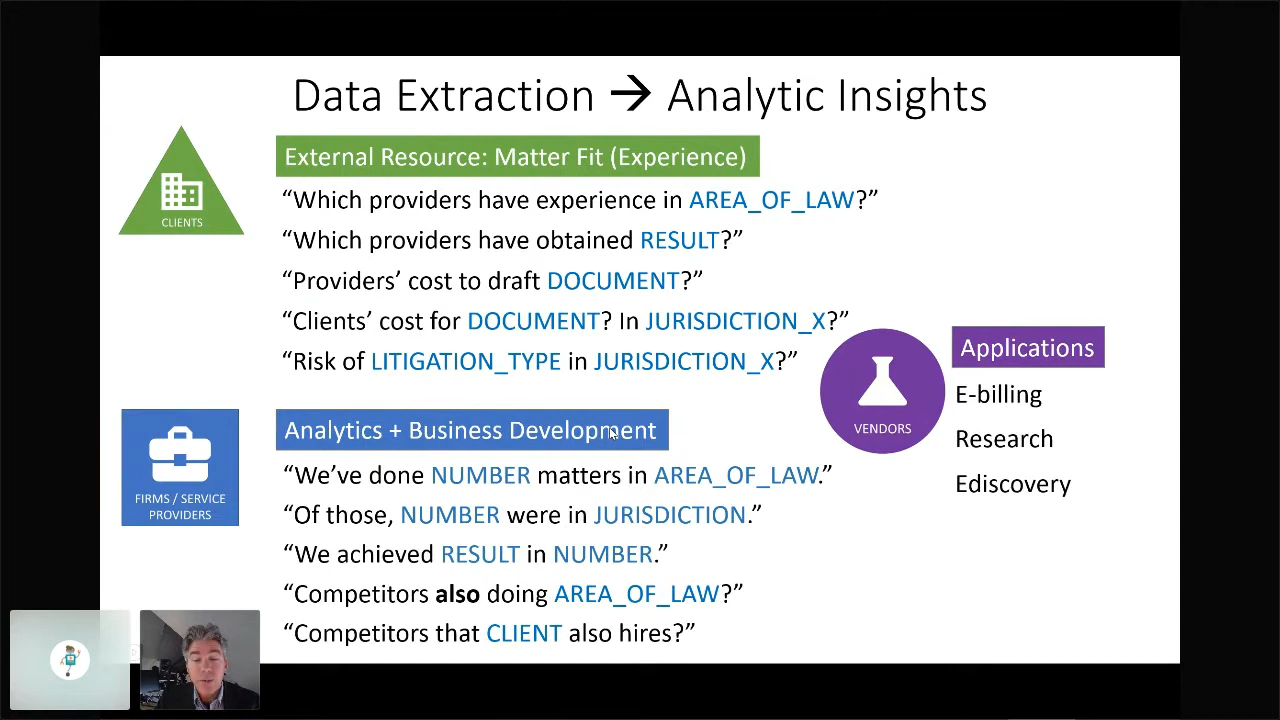 Data Extraction → Analytic Insights
CLIENTS
External Resource: Matter Fit (Experience)
“Which providers have experience in AREA_OF_LAW?”
“Which providers have obtained RESULT?”
“Providers’ cost to draft DOCUMENT?”
“Clients’ cost for DOCUMENT? In JURISDICTION_X?”
“Risk of LITIGATION_TYPE in JURISDICTION_X?”
VENDORS
Applications
E-billing
Research
Ediscovery
FIRMS / SERVICE
PROVIDERS
Analytics + Business Development
“We’ve done NUMBER matters in AREA_OF_LAW.”
“Of those, NUMBER were in JURISDICTION.”
“We achieved RESULT in NUMBER.”
“Competitors also doing AREA_OF_LAW?”
“Competitors that CLIENT also hires?”